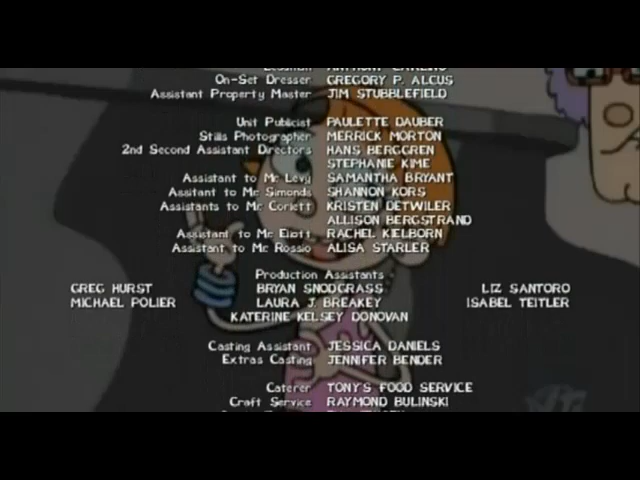 On-Set Dresser GREGORY P. ALCUS
Assistant Property Master JIM STUBBLEFIELD
Unit Publicist PAULETTE DAUBER
Stills Photographer MERRICK MORTON
2nd Second Assistant Directors HANS BERGGREN
STEPHANIE KIME
Assistant to Mr. Levy SAMANTHA BRYANT
Assitant to Mr. Simonds SHANNON KORS
Assistants to Mr. Corlett KRISTEN DETWILER
ALLISON BERGSTRAND
Assistant to Mr. Eliott RACHEL KIELBORN
Assistant to Mr. Rossio ALISA STARLER
Production Assistants
GREG HURST BRYAN SNODGRASS LIZ SANTORO
MICHAEL POLIER LAURA J. BREAKEY ISABEL TEITLER
KATERINE KELSEY DONOVAN
Casting Assistant JESSICA DANIELS
Extras Casting JENNIFER BENDER
Caterer TONY'S FOOD SERVICE
Craft Service RAYMOND BULINSKI